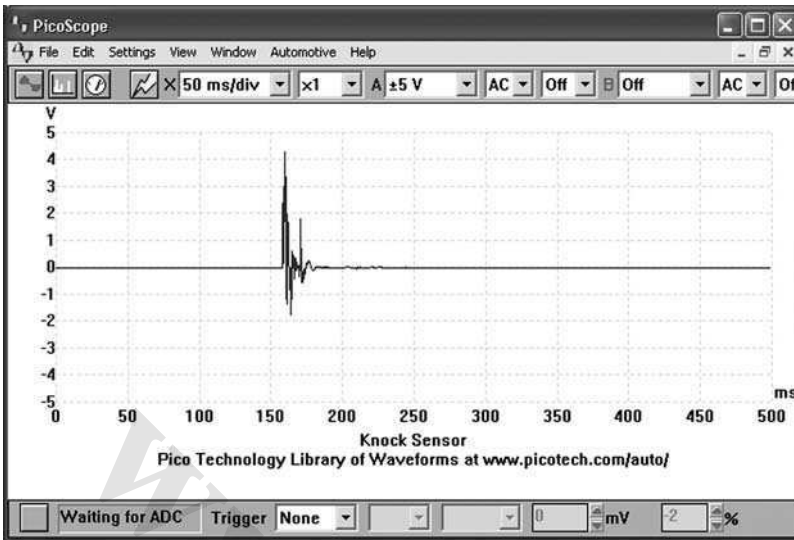 PicoScope
File Edit Settings View Window Automotive Help
X 50 ms/div x1 A ±5 V AC Off B Off AC
V
5
4
3
2
1
0
-1
-2
-3
-4
-5
ms
0 50 100 150 200 250 300 350 400 450 500
Knock Sensor
Pico Technology Library of Waveforms at www.picotech.com/auto/
Waiting for ADC Trigger None 0 mV -2 %